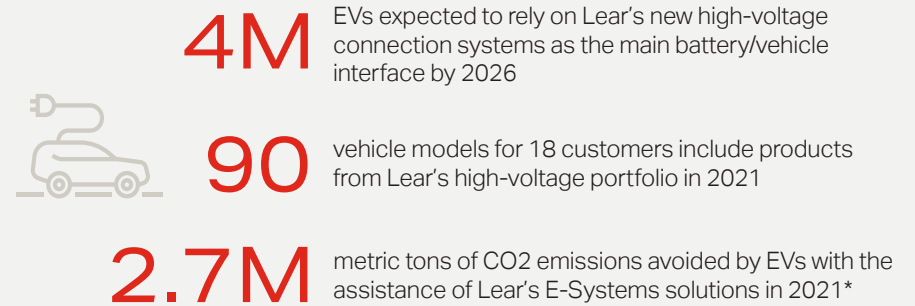 4M
EVs expected to rely on Lear's new high-voltage
connection systems as the main battery/vehicle
interface by 2026
90
vehicle models for 18 customers include products
from Lear's high-voltage portfolio in 2021
2.7M
metric tons of CO2 emissions avoided by EVs with the
assistance of Lear's E-Systems solutions in 2021*